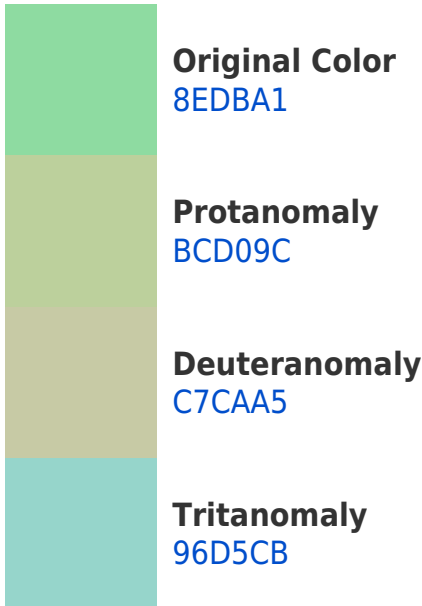 Original Color
8EDBA1
Protanomaly
BCD09C
Deuteranomaly
C7CAA5
Tritanomaly
96D5CB